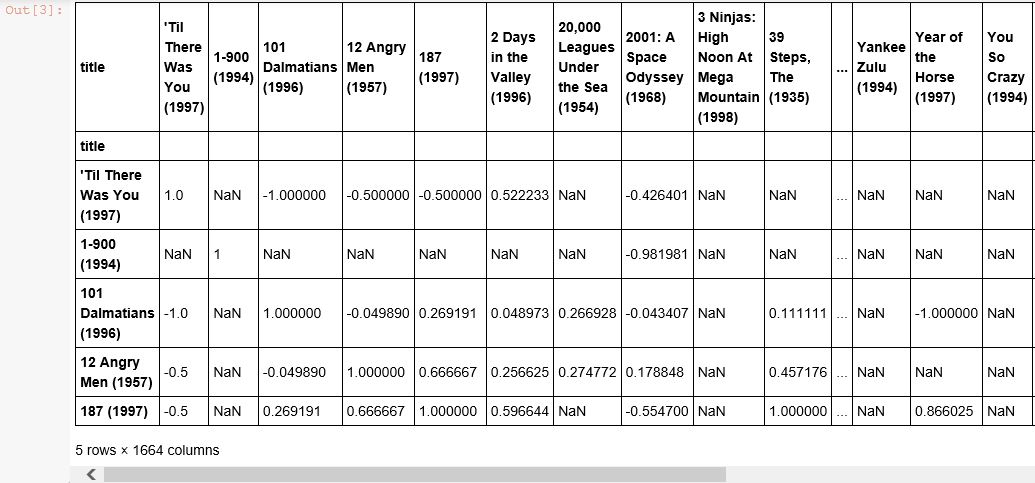 Out[3]:
title 'Til There Was You (1997) 1-900 (1994) 101 Dalmatians (1996) 12 Angry Men (1957) 187 (1997) 2 Days in the Valley (1996) 20,000 Leagues Under the Sea (1954) 2001: A Space Odyssey (1968) 3 Ninjas: High Noon At Mega Mountain (1998) 39 Steps, The (1935) ... Yankee Zulu (1994) Year of the Horse (1997) You So Crazy (1994)
title
'Til There Was You (1997) 1.0 NaN -1.000000 -0.500000 -0.500000 0.522233 NaN -0.426401 NaN NaN ... NaN NaN NaN
1-900 (1994) NaN 1 NaN NaN NaN NaN NaN -0.981981 NaN NaN ... NaN NaN NaN
101 Dalmatians (1996) -1.0 NaN 1.000000 -0.049890 0.269191 0.048973 0.266928 -0.043407 NaN 0.111111 ... NaN -1.000000 NaN
12 Angry Men (1957) -0.5 NaN -0.049890 1.000000 0.666667 0.256625 0.274772 0.178848 NaN 0.457176 ... NaN NaN NaN
187 (1997) -0.5 NaN 0.269191 0.666667 1.000000 0.596644 NaN -0.554700 NaN 1.000000 ... NaN 0.866025 NaN
5 rows × 1664 columns